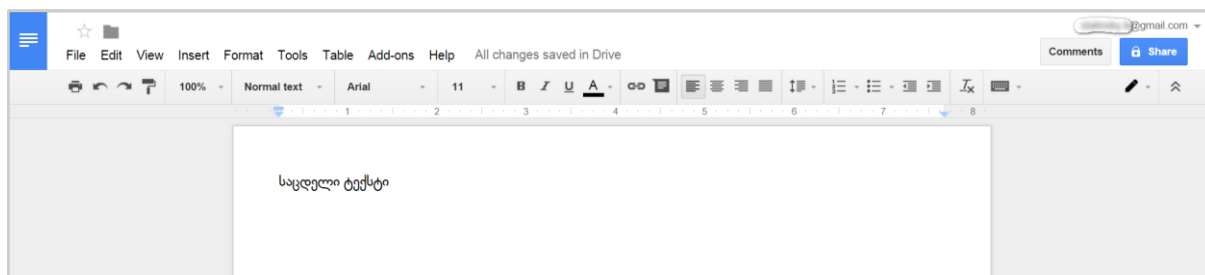 @gmail.com
File Edit View Insert Format Tools Table Add-ons Help All changes saved in Drive
Comments Share
100% Normal text Arial 11 B I U A
1 2 3 4 5 6 7 8
საცდელი ტექსტი